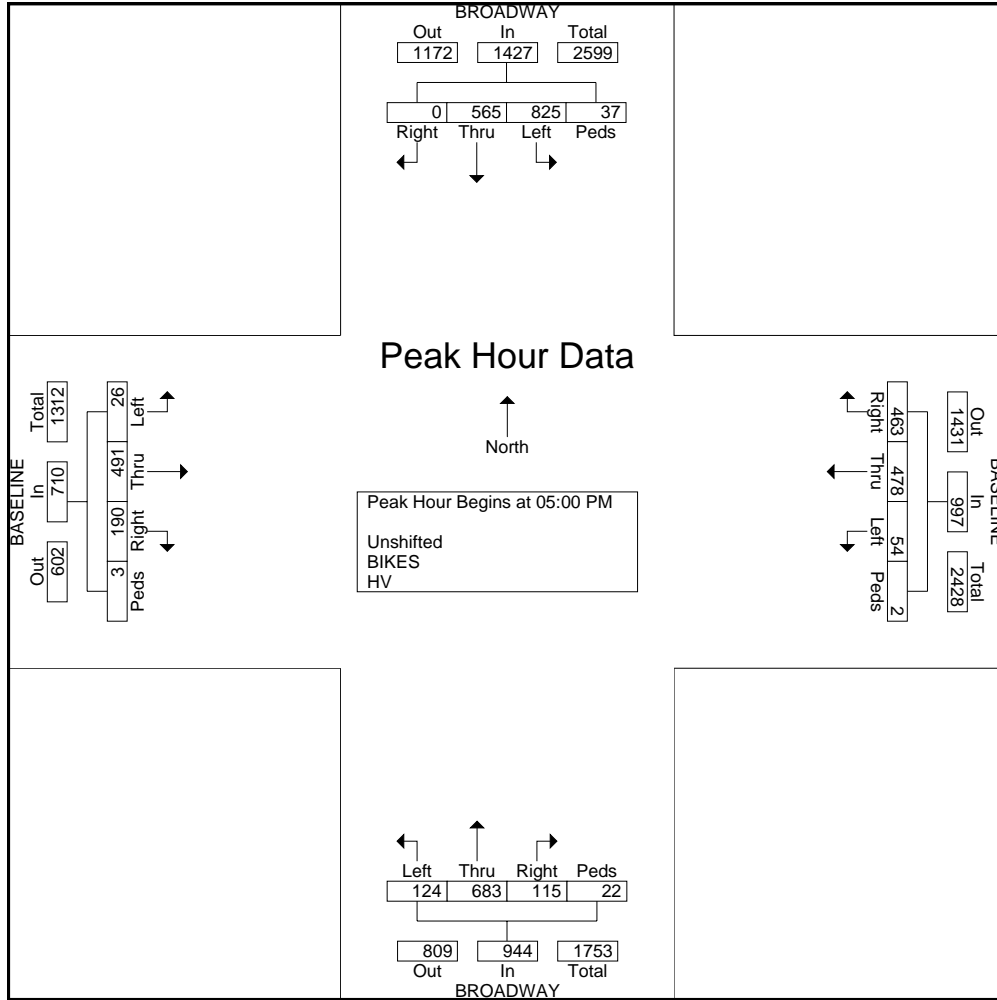 BROADWAY
Out In Total
1172 1427 2599
0 565 825 37
Right Thru Left Peds
Peak Hour Data
North
Peak Hour Begins at 05:00 PM
Unshifted
BIKES
HV
BASELINE
Total In Out
1312 710 602
26 491 190 3
Left Thru Right Peds
BASELINE
Out In Total
1431 997 2428
463 478 54 2
Right Thru Left Peds
Left Thru Right Peds
124 683 115 22
809 944 1753
Out In Total
BROADWAY